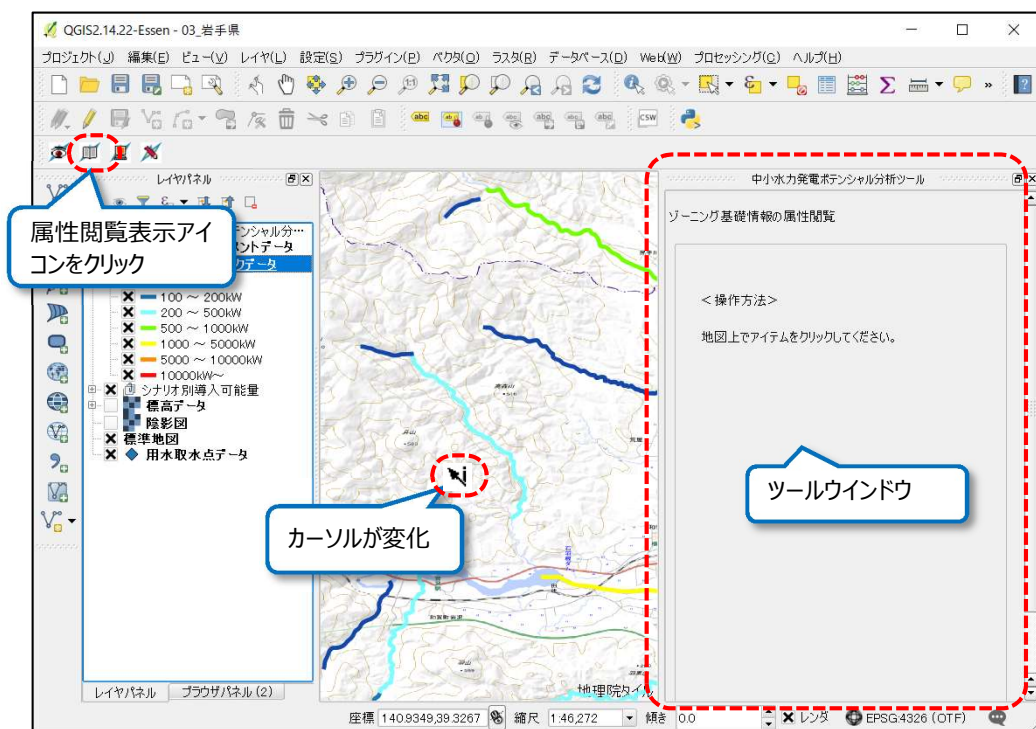 QGIS2.14.22-Essen - 03_岩手県
プロジェクト(J) 編集(E) ビュー(V) レイヤ(L) 設定(S) プラグイン(P) ベクタ(O) ラスタ(R) データベース(D) Web(W) プロセッシング(C) ヘルプ(H)
abc
abc
abc
CSW
レイヤパネル
属性閲覧表示アイ
コンをクリック
テンシャル分…
ントデータ
クデータ
100 ～ 200kW
200 ～ 500kW
500 ～ 1000kW
1000 ～ 5000kW
5000 ～ 10000kW
10000kW～
シナリオ別導入可能量
標高データ
陰影図
標準地図
用水取水点データ
カーソルが変化
地理院タイル
中小水力発電ポテンシャル分析ツール
ゾーニング基礎情報の属性閲覧
＜操作方法＞
地図上でアイテムをクリックしてください。
ツールウインドウ
レイヤパネル ブラウザパネル (2)
座標 140.9349,39.3267 縮尺 1:46,272 傾き 0.0 レンダ EPSG:4326 (OTF)